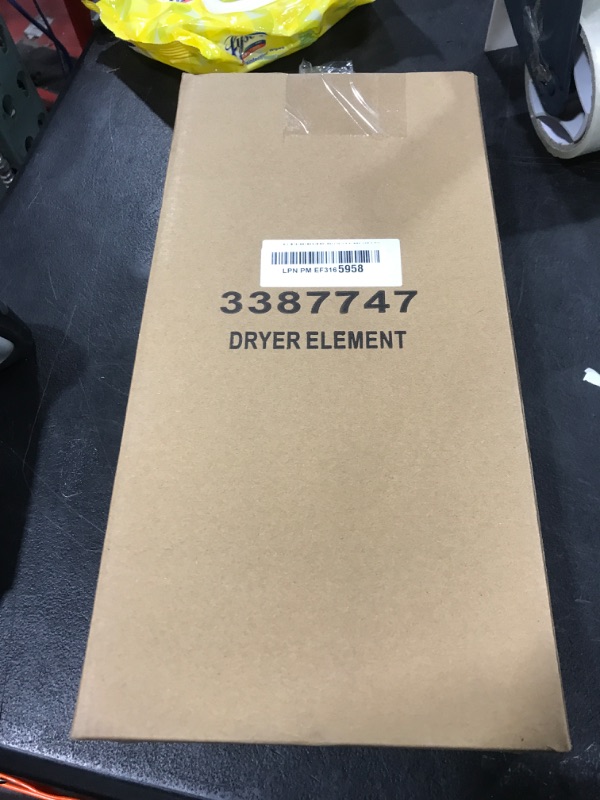 LPN PM EF3165958
3387747
DRYER ELEMENT